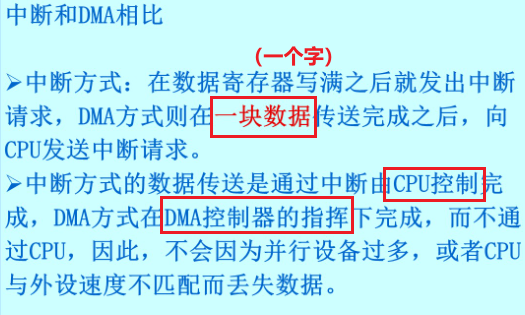 中断和DMA相比
（一个字）
➢中断方式：在数据寄存器写满之后就发出中断
请求，DMA方式则在一块数据传送完成之后，向
CPU发送中断请求。
➢中断方式的数据传送是通过中断由CPU控制完
成，DMA方式在DMA控制器的指挥下完成，而不通
过CPU，因此，不会因为并行设备过多，或者CPU
与外设速度不匹配而丢失数据。